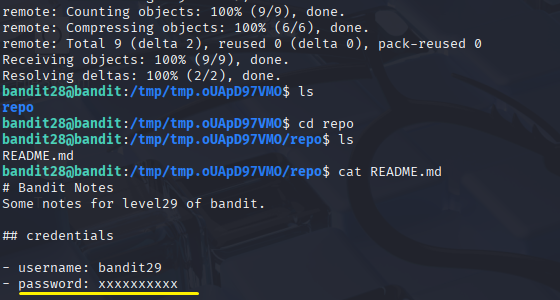 remote: Counting objects: 100% (9/9), done.
remote: Compressing objects: 100% (6/6), done.
remote: Total 9 (delta 2), reused 0 (delta 0), pack-reused 0
Receiving objects: 100% (9/9), done.
Resolving deltas: 100% (2/2), done.
bandit28@bandit:/tmp/tmp.oUApD97VMO$ ls
repo
bandit28@bandit:/tmp/tmp.oUApD97VMO$ cd repo
bandit28@bandit:/tmp/tmp.oUApD97VMO/repo$ ls
README.md
bandit28@bandit:/tmp/tmp.oUApD97VMO/repo$ cat README.md
# Bandit Notes
Some notes for level29 of bandit.
## credentials
- username: bandit29
- password: xxxxxxxxxx